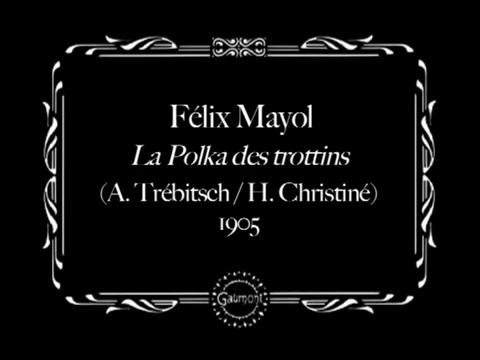 Félix Mayol
La Polka des trottins
(A. Trébitsch / H. Christiné)
1905
Gaumont